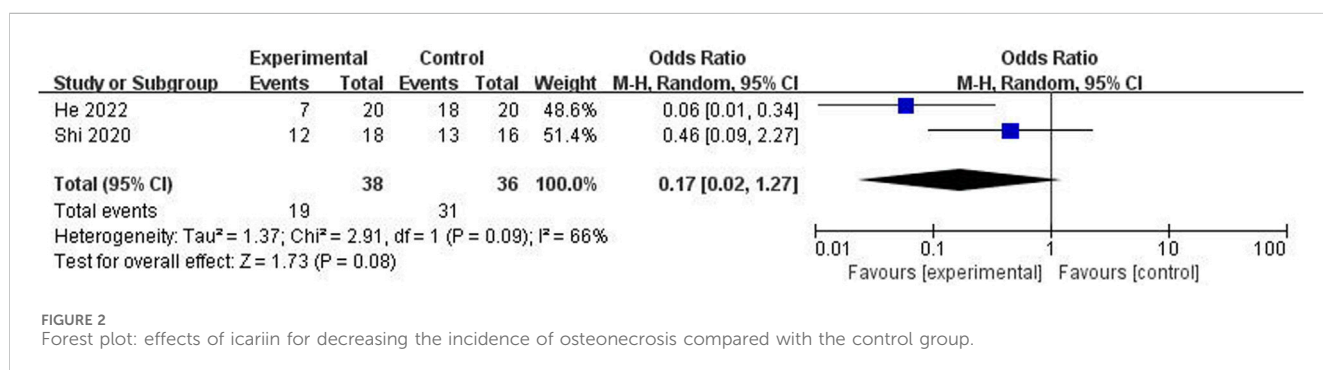 Experimental Control Odds Ratio Odds Ratio
Study or Subgroup Events Total Events Total Weight M-H, Random, 95% CI M-H, Random, 95% CI
He 2022 7 20 18 20 48.6% 0.06 [0.01, 0.34]
Shi 2020 12 18 13 16 51.4% 0.46 [0.09, 2.27]
Total (95% CI) 38 36 100.0% 0.17 [0.02, 1.27]
Total events 19 31
Heterogeneity: Tau² = 1.37; Chi² = 2.91, df = 1 (P = 0.09); I² = 66%
Test for overall effect: Z = 1.73 (P = 0.08)
0.01 0.1 1 10 100
Favours [experimental] Favours [control]
FIGURE 2
Forest plot: effects of icariin for decreasing the incidence of osteonecrosis compared with the control group.